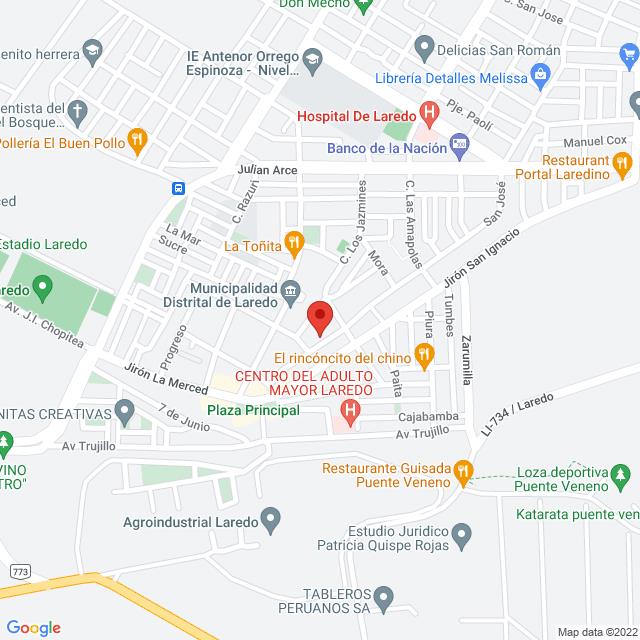 Don Mecho
C. San Jose
enito herrera
IE Antenor Orrego
Espinoza - Nivel...
Delicias San Román
Librería Detalles Melissa
entista del
el Bosque...
Hospital De Laredo
Pje. Paoli
Pollería El Buen Pollo
Banco de la Nación
Manuel Cox
Restaurant
Portal Laredino
Julian Arce
C. Razuri
C. Los Jazmines
C. Las Amapolas
San José
ced
La Mar
Sucre
Estadio Laredo
La Toñita
Mora
Jirón San Ignacio
aredo
Municipalidad
Distrital de Laredo
Av. J.I. Chopitea
Progreso
Piura
Tumbes
Zarumilla
El rincóncito del chino
Jirón La Merced
CENTRO DEL ADULTO
MAYOR LAREDO
Paita
NITAS CREATIVAS
Plaza Principal
7 de Junio
Cajabamba
Av Trujillo
Av Trujillo
LI-734 / Laredo
VINO
TRO"
Restaurante Guisada
Puente Veneno
Loza deportiva
Puente Veneno
Katarata puente ven
Agroindustrial Laredo
Estudio Juridico
Patricia Quispe Rojas
773
TABLEROS
PERUANOS SA
Google
Map data ©2022